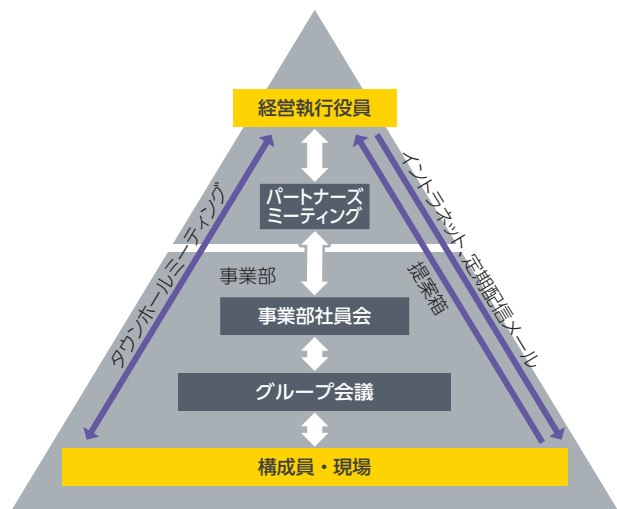 経営執行役員
パートナーズ
ミーティング
タウンホールミーティング
イントラネット、定期配信メール
提案箱
事業部
事業部社員会
グループ会議
構成員・現場